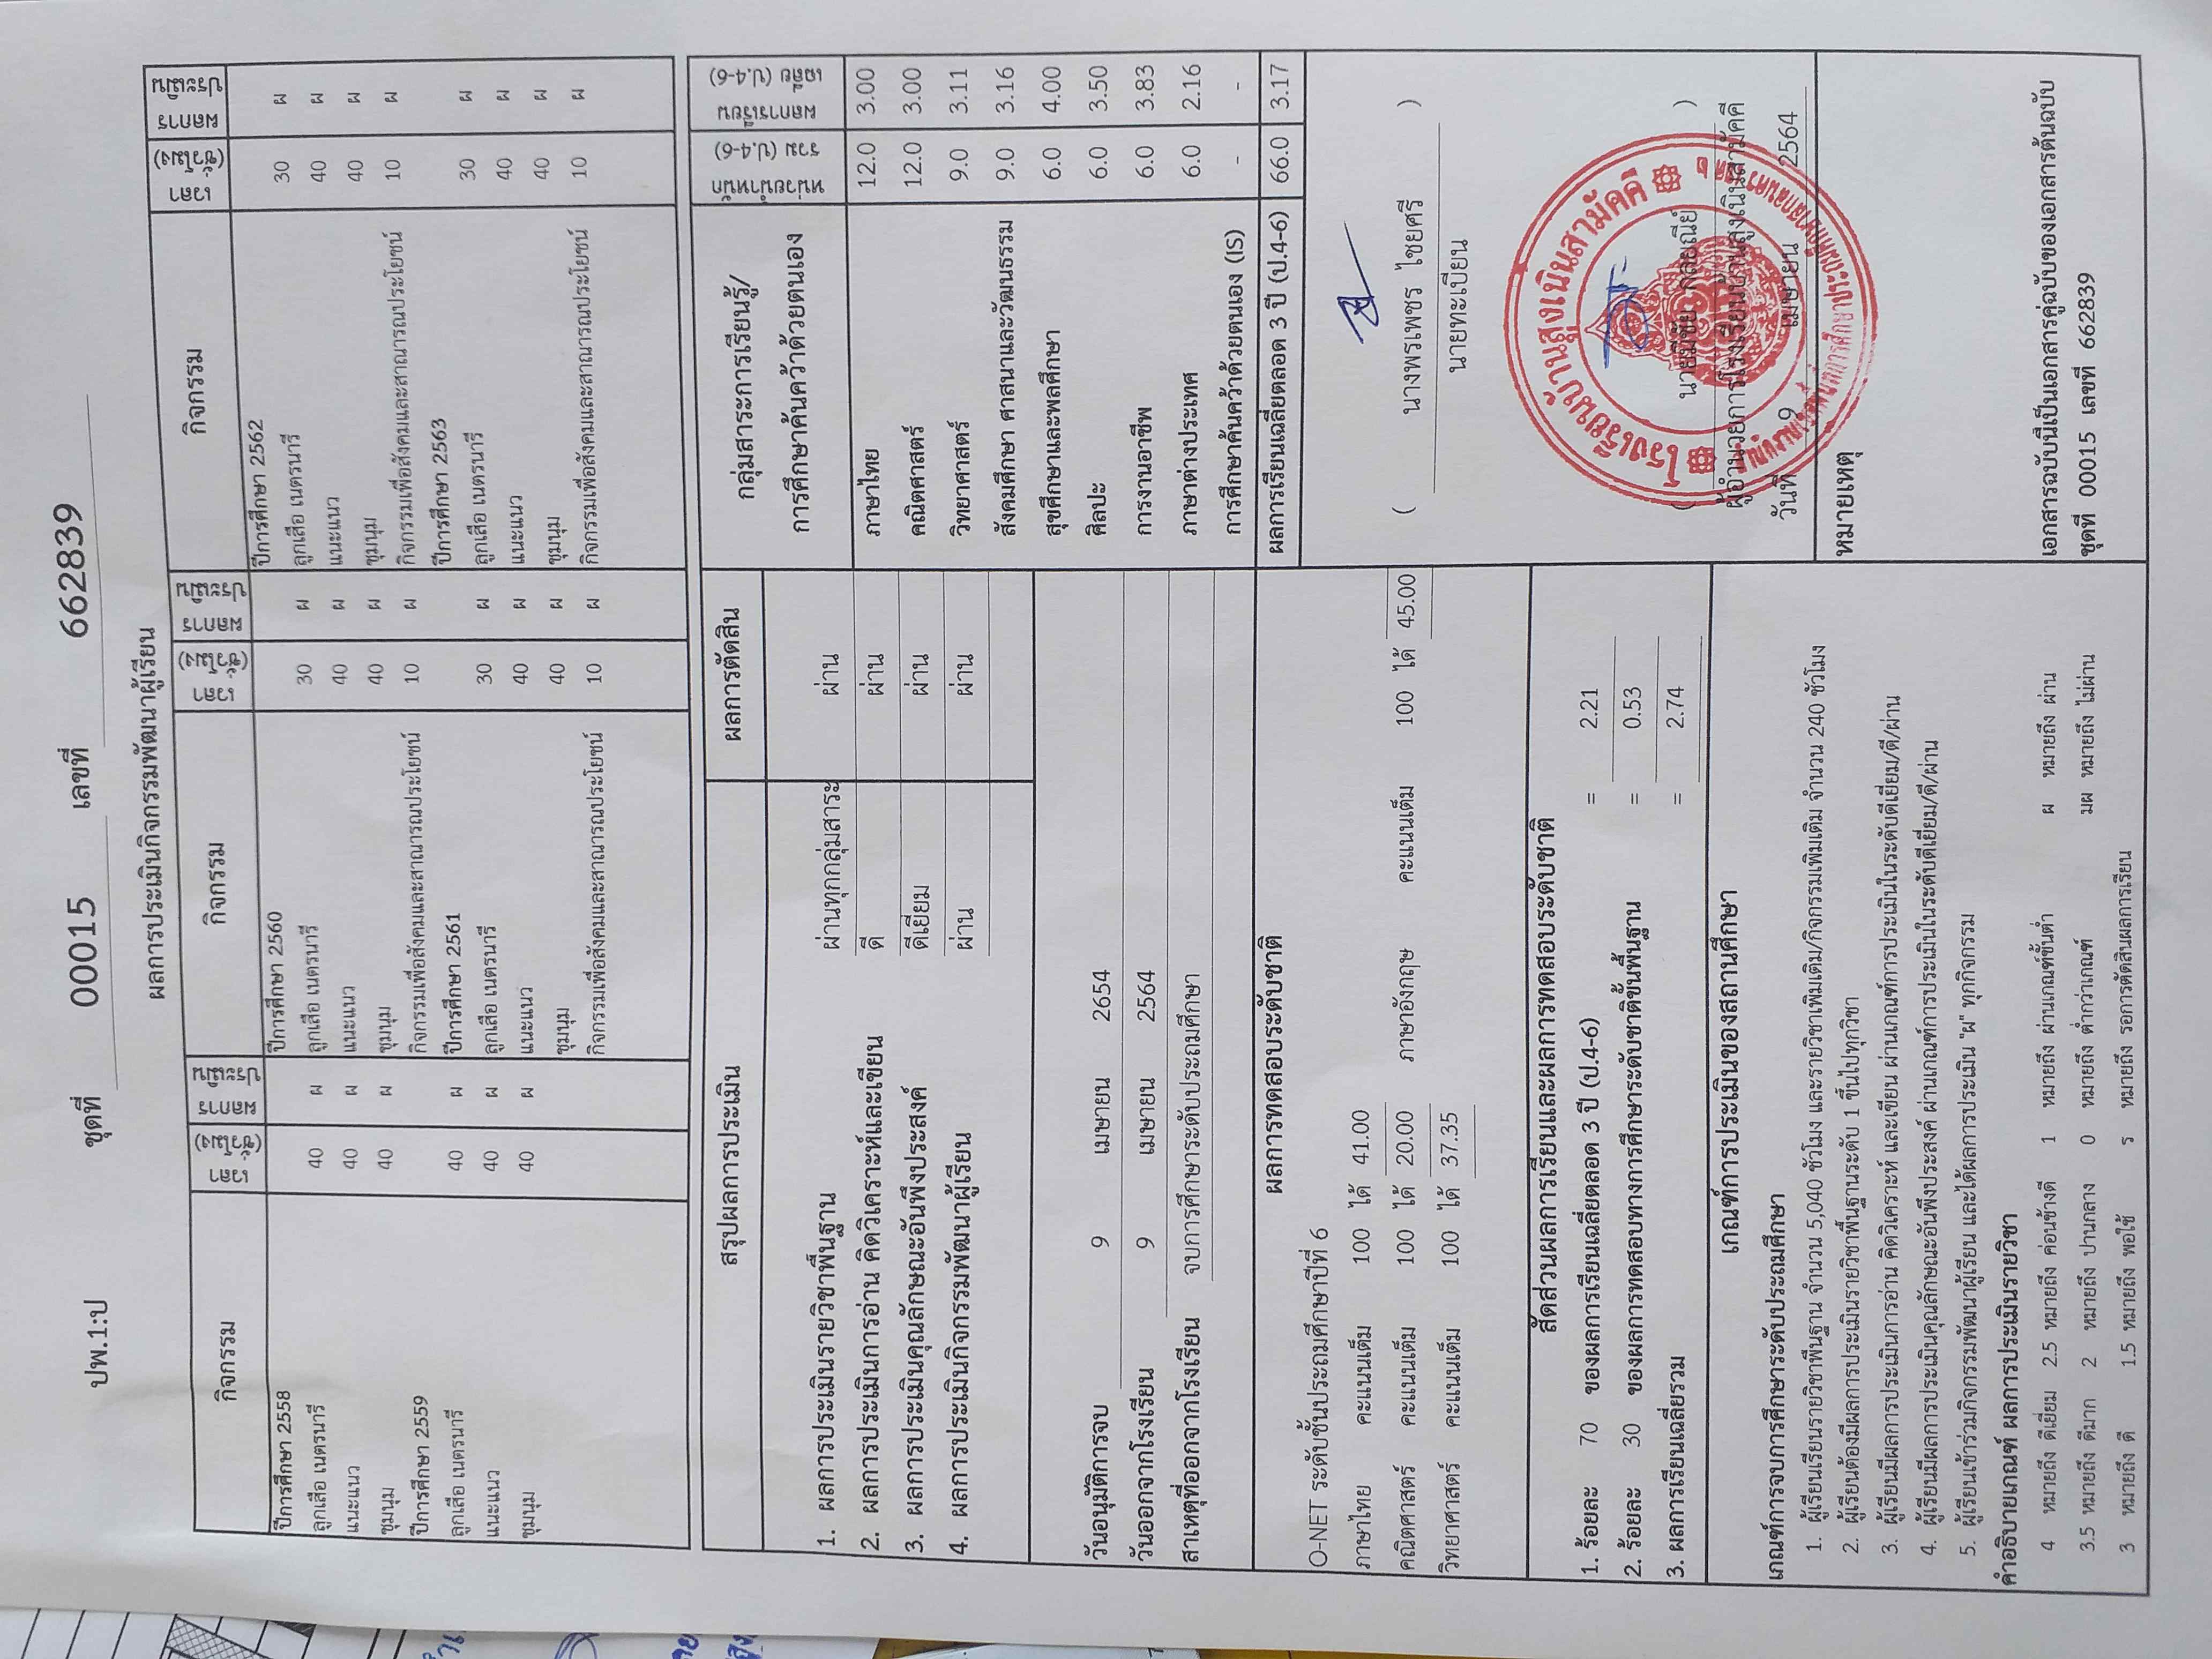 ปพ.1:ป ชุดที่ 00015 เลขที่ 662839
ผลการประเมินกิจกรรมพัฒนาผู้เรียน
กิจกรรม เวลา (ชั่วโมง) ผลการประเมิน กิจกรรม เวลา (ชั่วโมง) ผลการประเมิน กิจกรรม เวลา (ชั่วโมง) ผลการประเมิน
ปีการศึกษา 2558
ลูกเสือ เนตรนารี 40 ผ
แนะแนว 40 ผ
ชุมนุม 40 ผ
ปีการศึกษา 2559
ลูกเสือ เนตรนารี 40 ผ
แนะแนว 40 ผ
ชุมนุม 40 ผ
ปีการศึกษา 2560
ลูกเสือ เนตรนารี 30 ผ
แนะแนว 40 ผ
ชุมนุม 40 ผ
กิจกรรมเพื่อสังคมและสาณารณประโยชน์ 10 ผ
ปีการศึกษา 2561
ลูกเสือ เนตรนารี 30 ผ
แนะแนว 40 ผ
ชุมนุม 40 ผ
กิจกรรมเพื่อสังคมและสาณารณประโยชน์ 10 ผ
ปีการศึกษา 2562
ลูกเสือ เนตรนารี 30 ผ
แนะแนว 40 ผ
ชุมนุม 40 ผ
กิจกรรมเพื่อสังคมและสาณารณประโยชน์ 10 ผ
ปีการศึกษา 2563
ลูกเสือ เนตรนารี 30 ผ
แนะแนว 40 ผ
ชุมนุม 40 ผ
กิจกรรมเพื่อสังคมและสาณารณประโยชน์ 10 ผ
สรุปผลการประเมิน ผลการตัดสิน
1. ผลการประเมินรายวิชาพื้นฐาน ผ่านทุกกลุ่มสาระ ผ่าน
2. ผลการประเมินการอ่าน คิดวิเคราะห์และเขียน ดี ผ่าน
3. ผลการประเมินคุณลักษณะอันพึงประสงค์ ดีเยี่ยม ผ่าน
4. ผลการประเมินกิจกรรมพัฒนาผู้เรียน ผ่าน ผ่าน
วันอนุมัติการจบ 9 เมษายน 2654
วันออกจากโรงเรียน 9 เมษายน 2564
สาเหตุที่ออกจากโรงเรียน จบการศึกษาระดับประถมศึกษา
กลุ่มสาระการเรียนรู้/
การศึกษาค้นคว้าด้วยตนเอง หน่วยน้ำหนัก รวม (ป.4-6) ผลการเรียน เฉลี่ย (ป.4-6)
ภาษาไทย 12.0 3.00
คณิตศาสตร์ 12.0 3.00
วิทยาศาสตร์ 9.0 3.11
สังคมศึกษา ศาสนาและวัฒนธรรม 9.0 3.16
สุขศึกษาและพลศึกษา 6.0 4.00
ศิลปะ 6.0 3.50
การงานอาชีพ 6.0 3.83
ภาษาต่างประเทศ 6.0 2.16
การศึกษาค้นคว้าด้วยตนเอง (IS) - -
ผลการเรียนเฉลี่ยตลอด 3 ปี (ป.4-6) 66.0 3.17
ผลการทดสอบระดับชาติ
O-NET ระดับชั้นประถมศึกษาปีที่ 6
ภาษาไทย คะแนนเต็ม 100 ได้ 41.00
คณิตศาสตร์ คะแนนเต็ม 100 ได้ 20.00 ภาษาอังกฤษ คะแนนเต็ม 100 ได้ 45.00
วิทยาศาสตร์ คะแนนเต็ม 100 ได้ 37.35
สัดส่วนผลการเรียนและผลการทดสอบระดับชาติ
1. ร้อยละ 70 ของผลการเรียนเฉลี่ยตลอด 3 ปี (ป.4-6) = 2.21
2. ร้อยละ 30 ของผลการทดสอบทางการศึกษาระดับชาติขั้นพื้นฐาน = 0.53
3. ผลการเรียนเฉลี่ยรวม = 2.74
( นางพรเพชร ไชยศรี )
นายทะเบียน
โรงเรียนบ้านสูงเนินสามัคคี
ผู้อำนวยการโรงเรียนบ้านสูงเนินสามัคคี
วันที่ 9 เมษายน 2564
เกณฑ์การประเมินของสถานศึกษา
เกณฑ์การจบการศึกษาระดับประถมศึกษา
1. ผู้เรียนเรียนรายวิชาพื้นฐาน จำนวน 5,040 ชั่วโมง และรายวิชาเพิ่มเติม/กิจกรรมเพิ่มเติม จำนวน 240 ชั่วโมง
2. ผู้เรียนต้องมีผลการประเมินรายวิชาพื้นฐานระดับ 1 ขึ้นไปทุกวิชา
3. ผู้เรียนมีผลการประเมินการอ่าน คิดวิเคราะห์ และเขียน ผ่านเกณฑ์การประเมินในระดับดีเยี่ยม/ดี/ผ่าน
4. ผู้เรียนมีผลการประเมินคุณลักษณะอันพึงประสงค์ ผ่านเกณฑ์การประเมินในระดับดีเยี่ยม/ดี/ผ่าน
5. ผู้เรียนเข้าร่วมกิจกรรมพัฒนาผู้เรียน และได้ผลการประเมิน "ผ" ทุกกิจกรรม
คำอธิบายเกณฑ์ ผลการประเมินรายวิชา
4 หมายถึง ดีเยี่ยม 2.5 หมายถึง ค่อนข้างดี 1 หมายถึง ผ่านเกณฑ์ขั้นต่ำ ผ หมายถึง ผ่าน
3.5 หมายถึง ดีมาก 2 หมายถึง ปานกลาง 0 หมายถึง ต่ำกว่าเกณฑ์ มผ หมายถึง ไม่ผ่าน
3 หมายถึง ดี 1.5 หมายถึง พอใช้ ร หมายถึง รอการตัดสินผลการเรียน
หมายเหตุ
เอกสารฉบับนี้เป็นเอกสารคู่ฉบับของเอกสารต้นฉบับ
ชุดที่ 00015 เลขที่ 662839